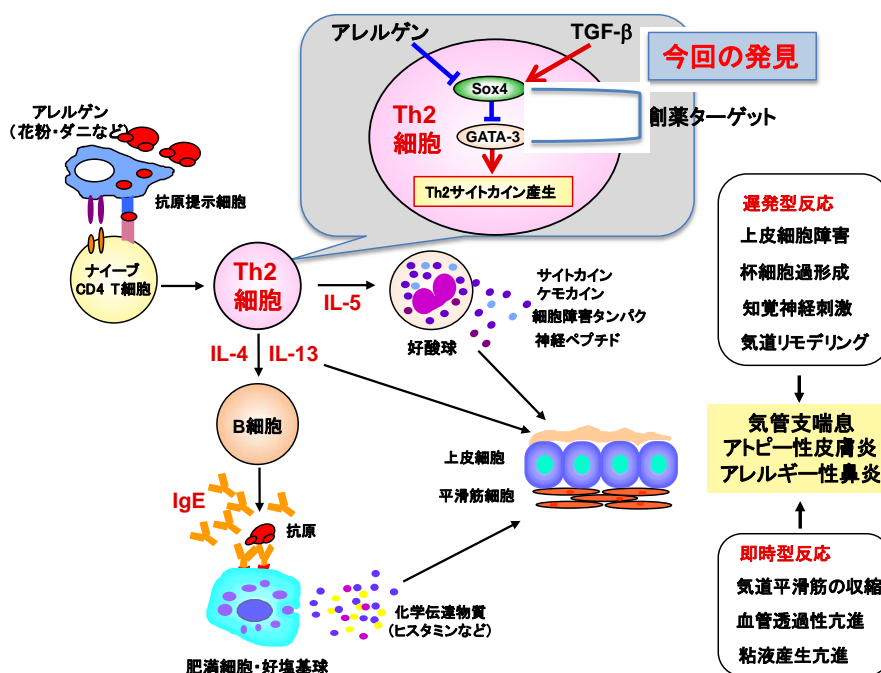 アレルゲン
TGF-β
今回の発見
Sox4
Th2
細胞
GATA-3
創薬ターゲット
Th2サイトカイン産生
アレルゲン
（花粉・ダニなど）
抗原提示細胞
ナイーブ
CD4 T細胞
Th2
細胞
IL-5
好酸球
サイトカイン
ケモカイン
細胞障害タンパク
神経ペプチド
IL-4
IL-13
B細胞
IgE
抗原
肥満細胞・好塩基球
化学伝達物質
（ヒスタミンなど）
上皮細胞
平滑筋細胞
遅発型反応
上皮細胞障害
杯細胞過形成
知覚神経刺激
気道リモデリング
気管支喘息
アトピー性皮膚炎
アレルギー性鼻炎
即時型反応
気道平滑筋の収縮
血管透過性亢進
粘液産生亢進